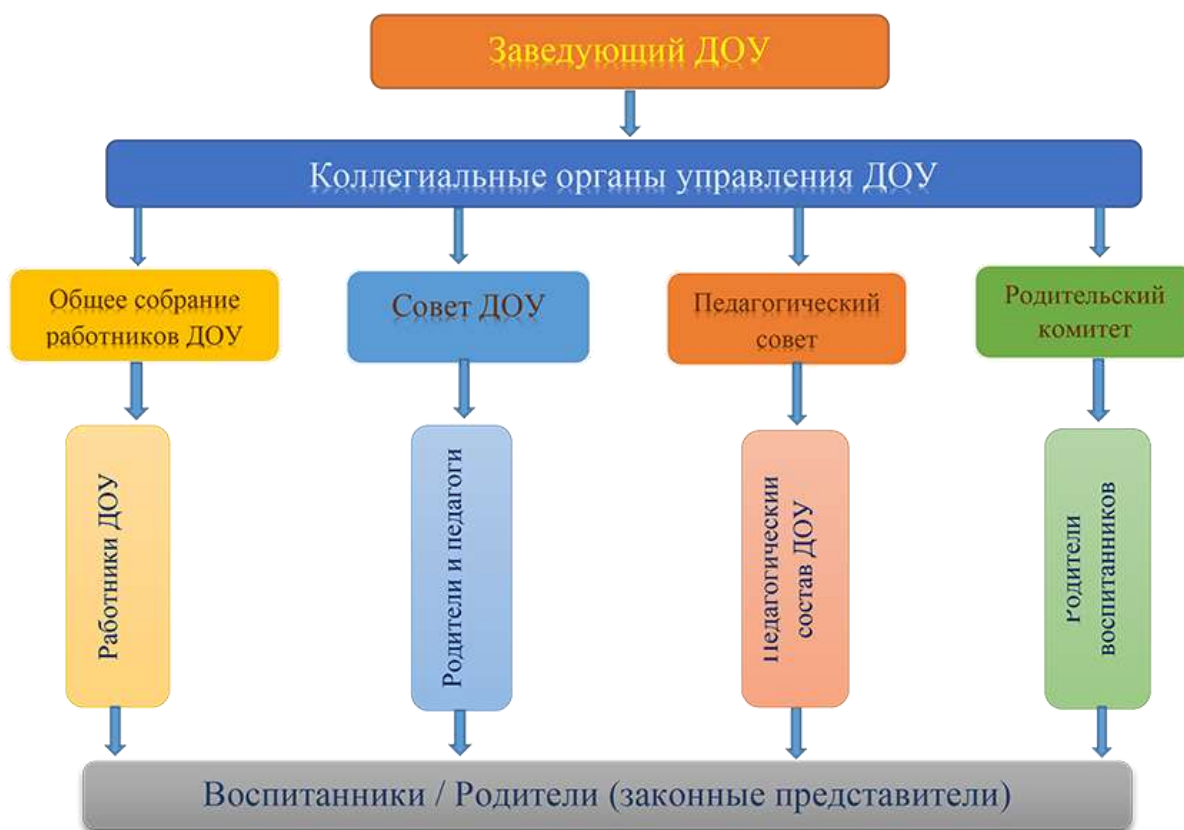 Заведующий ДОУ
Коллегиальные органы управления ДОУ
Общее собрание
работников ДОУ
Совет ДОУ
Педагогический
совет
Родительский
комитет
Работники ДОУ
Родители и педагоги
Педагогический
состав ДОУ
Родители
воспитанников
Воспитанники / Родители (законные представители)